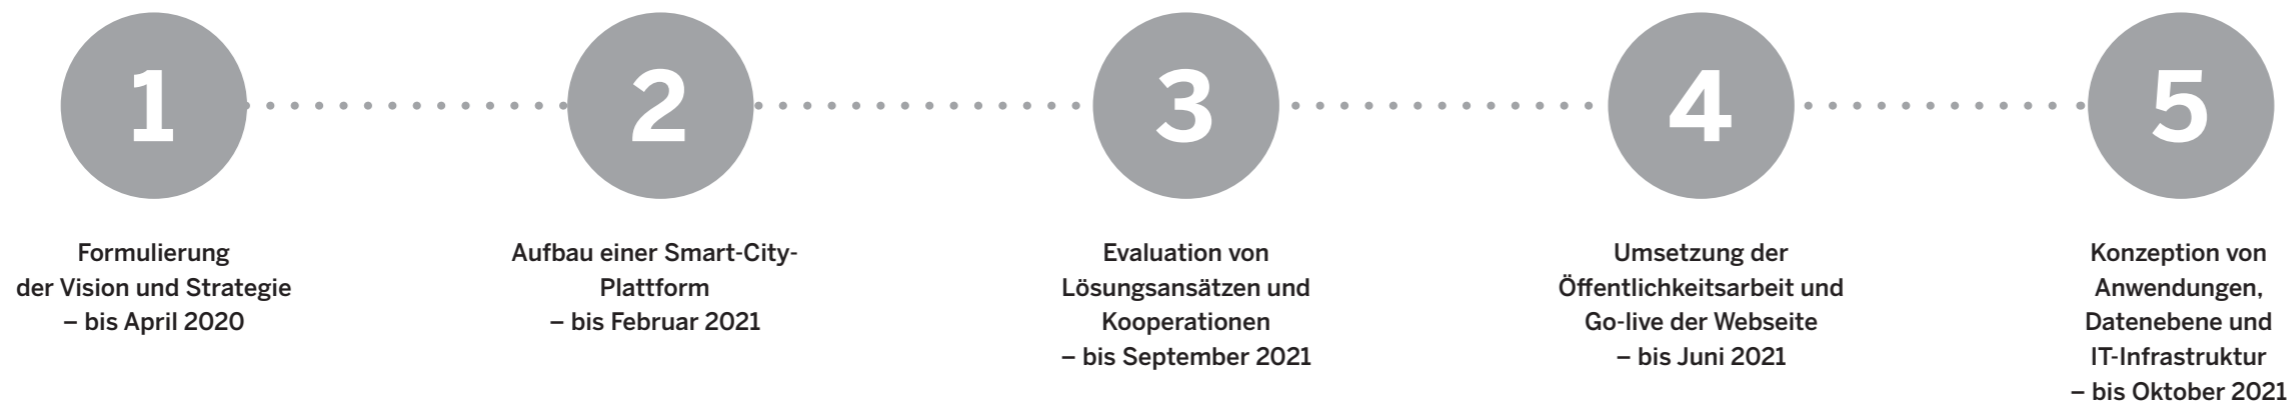 1
Formulierung
der Vision und Strategie
– bis April 2020
2
Aufbau einer Smart-City-
Plattform
– bis Februar 2021
3
Evaluation von
Lösungsansätzen und
Kooperationen
– bis September 2021
4
Umsetzung der
Öffentlichkeitsarbeit und
Go-live der Webseite
– bis Juni 2021
5
Konzeption von
Anwendungen,
Datenebene und
IT-Infrastruktur
– bis Oktober 2021